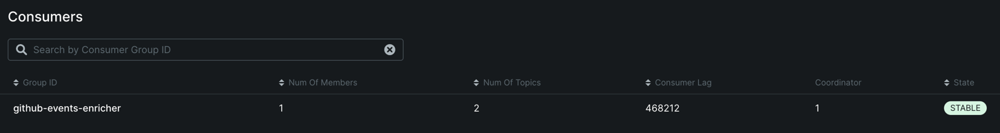 Consumers
Search by Consumer Group ID
Group ID Num Of Members Num Of Topics Consumer Lag Coordinator State
github-events-enricher 1 2 468212 1 STABLE